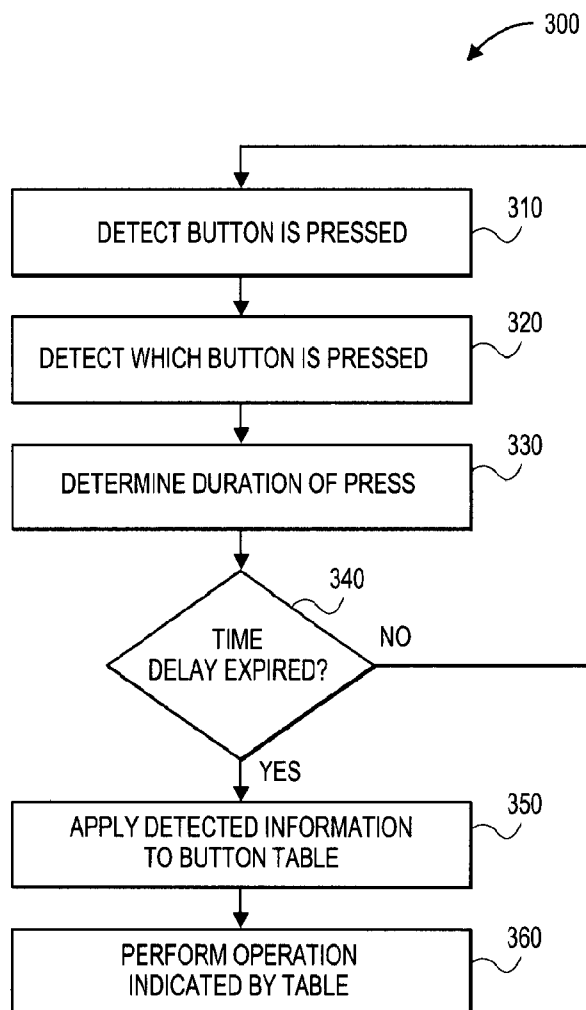 300
DETECT BUTTON IS PRESSED
310
DETECT WHICH BUTTON IS PRESSED
320
DETERMINE DURATION OF PRESS
330
340
TIME
DELAY EXPIRED?
NO
YES
APPLY DETECTED INFORMATION
TO BUTTON TABLE
350
PERFORM OPERATION
INDICATED BY TABLE
360